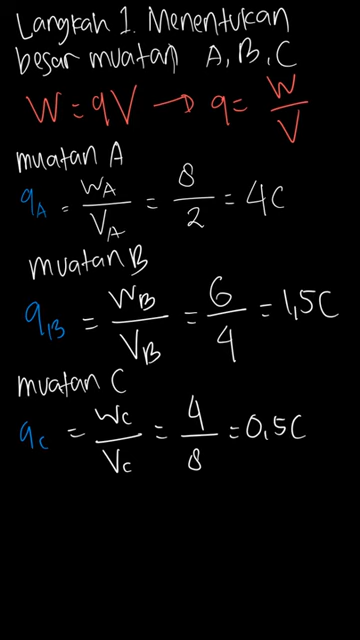 Langkah 1. Menentukan
besar muatan A, B, C
W = qV → q = W/V
muatan A
qA = WA/VA = 8/2 = 4C
muatan B
qB = WB/VB = 6/4 = 1,5C
muatan C
qC = WC/VC = 4/8 = 0,5C